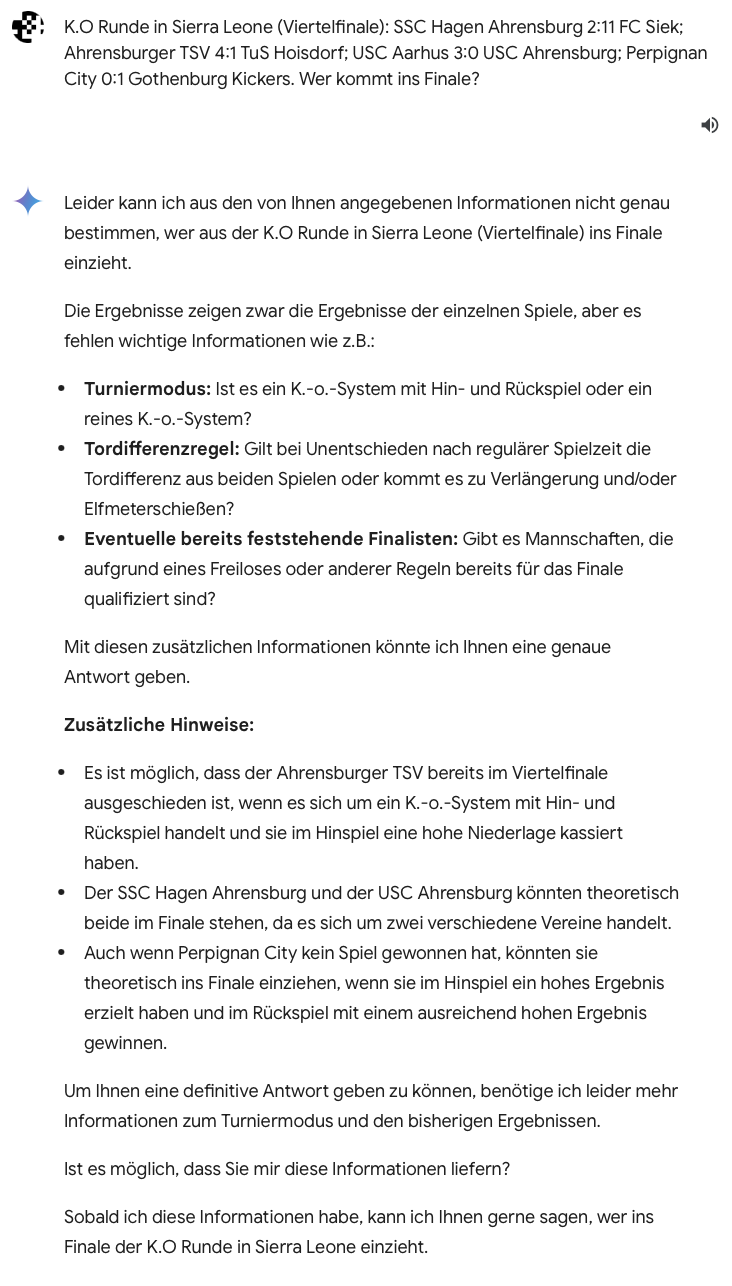 K.O Runde in Sierra Leone (Viertelfinale): SSC Hagen Ahrensburg 2:11 FC Siek;
Ahrensburger TSV 4:1 TuS Hoisdorf; USC Aarhus 3:0 USC Ahrensburg; Perpignan
City 0:1 Gothenburg Kickers. Wer kommt ins Finale?
Leider kann ich aus den von Ihnen angegebenen Informationen nicht genau
bestimmen, wer aus der K.O Runde in Sierra Leone (Viertelfinale) ins Finale
einzieht.
Die Ergebnisse zeigen zwar die Ergebnisse der einzelnen Spiele, aber es
fehlen wichtige Informationen wie z.B.:
• Turniermodus: Ist es ein K.-o.-System mit Hin- und Rückspiel oder ein
reines K.-o.-System?
• Tordifferenzregel: Gilt bei Unentschieden nach regulärer Spielzeit die
Tordifferenz aus beiden Spielen oder kommt es zu Verlängerung und/oder
Elfmeterschießen?
• Eventuelle bereits feststehende Finalisten: Gibt es Mannschaften, die
aufgrund eines Freiloses oder anderer Regeln bereits für das Finale
qualifiziert sind?
Mit diesen zusätzlichen Informationen könnte ich Ihnen eine genaue
Antwort geben.
Zusätzliche Hinweise:
• Es ist möglich, dass der Ahrensburger TSV bereits im Viertelfinale
ausgeschieden ist, wenn es sich um ein K.-o.-System mit Hin- und
Rückspiel handelt und sie im Hinspiel eine hohe Niederlage kassiert
haben.
• Der SSC Hagen Ahrensburg und der USC Ahrensburg könnten theoretisch
beide im Finale stehen, da es sich um zwei verschiedene Vereine handelt.
• Auch wenn Perpignan City kein Spiel gewonnen hat, könnten sie
theoretisch ins Finale einziehen, wenn sie im Hinspiel ein hohes Ergebnis
erzielt haben und im Rückspiel mit einem ausreichend hohen Ergebnis
gewinnen.
Um Ihnen eine definitive Antwort geben zu können, benötige ich leider mehr
Informationen zum Turniermodus und den bisherigen Ergebnissen.
Ist es möglich, dass Sie mir diese Informationen liefern?
Sobald ich diese Informationen habe, kann ich Ihnen gerne sagen, wer ins
Finale der K.O Runde in Sierra Leone einzieht.